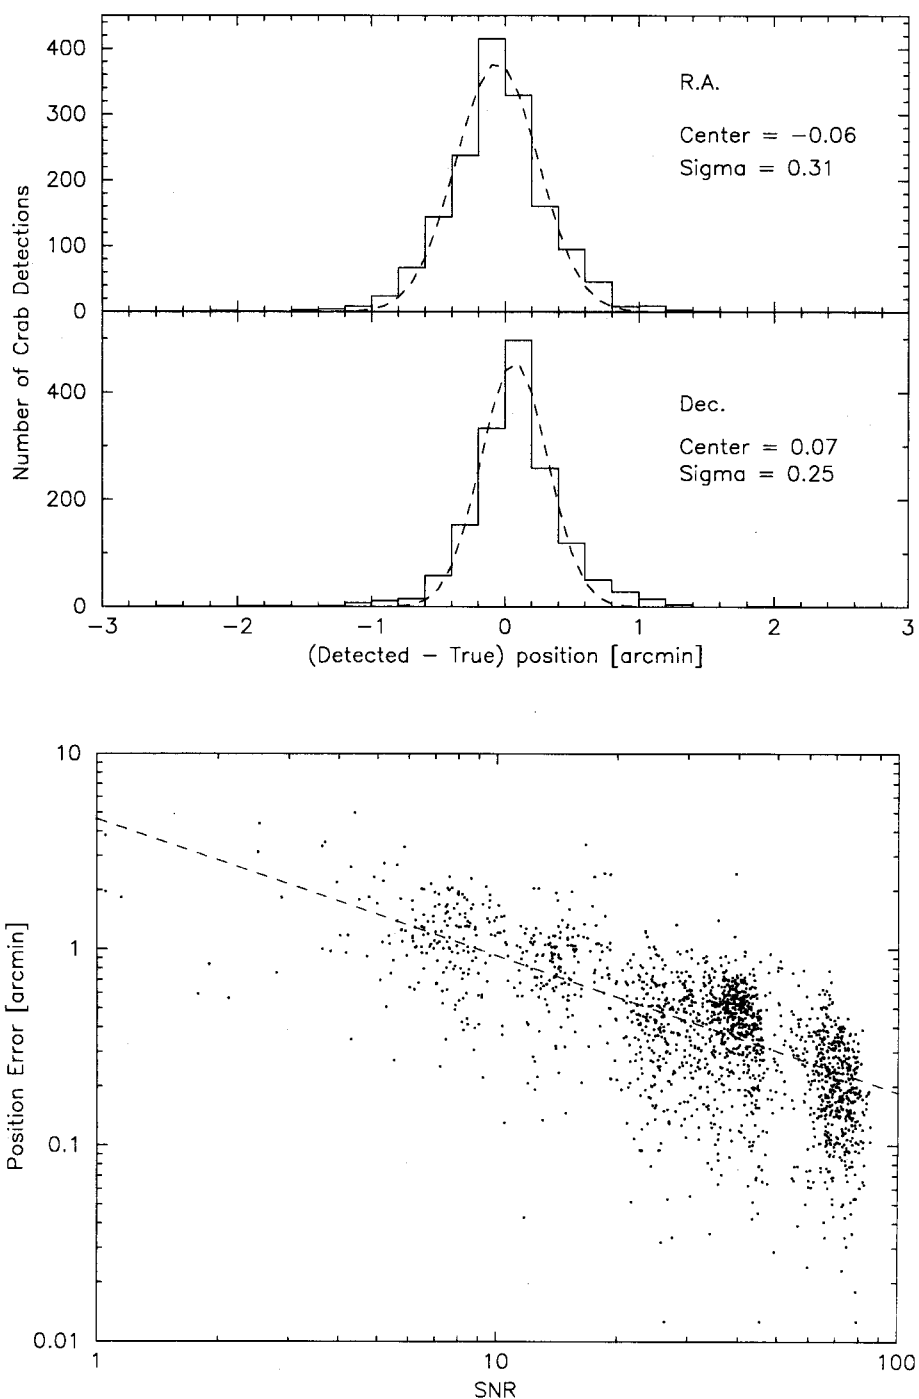 400
300
200
100
0
R.A.
Center = −0.06
Sigma = 0.31
Number of Crab Detections
400
200
0
Dec.
Center = 0.07
Sigma = 0.25
−3 −2 −1 0 1 2 3
(Detected − True) position [arcmin]
10
1
0.1
0.01
Position Error [arcmin]
1 10 100
SNR